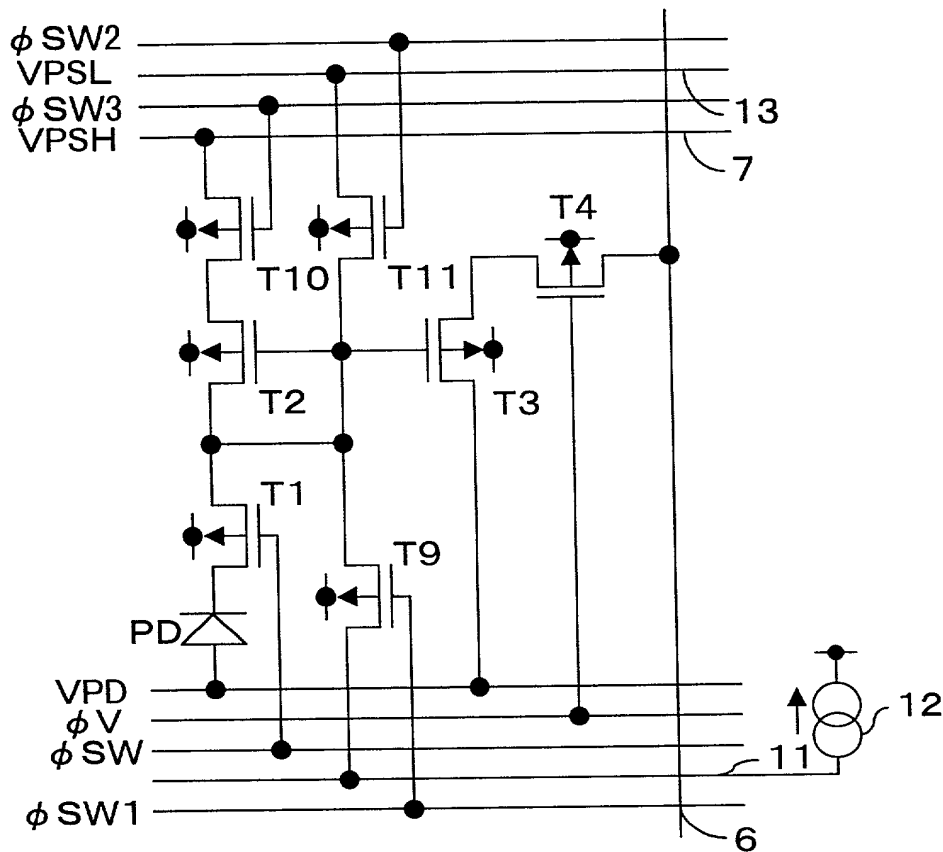 φSW2
VPSL
φSW3
VPSH
13
7
T4
T10
T11
T2
T3
T1
T9
PD
VPD
φV
φSW
12
11
φSW1
6